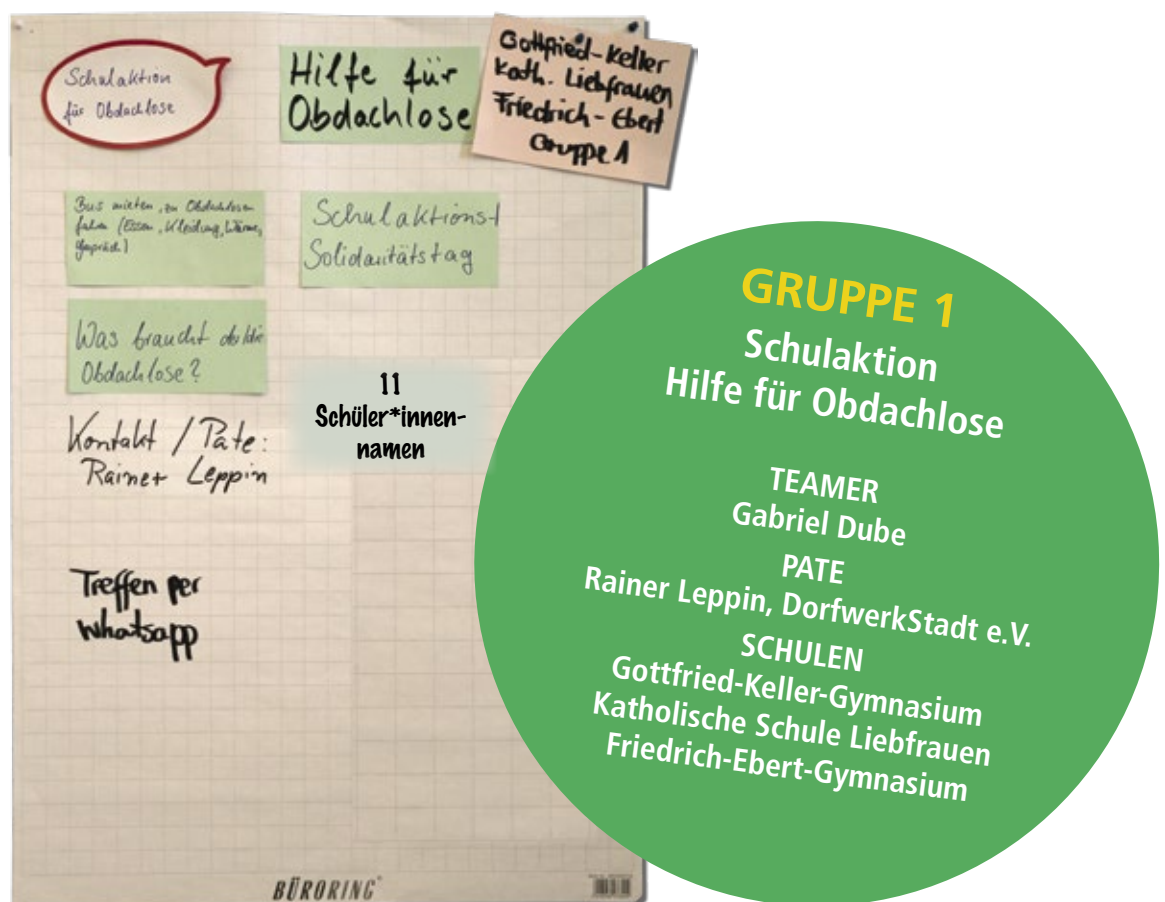 Schulaktion
für Obdachlose
Hilfe für
Obdachlose
Gottfried-Keller
Kath. Liebfrauen
Friedrich-Ebert
Gruppe 1
Bus mieten, zu Obdachlosen
fahren (Essen, Kleidung, Wärme,
Gespräch)
Schulaktionst
Solidaritätstag
Was braucht der/die
Obdachlose?
11
Schüler*innen-
namen
Kontakt / Pate:
Rainer Leppin
Treffen per
Whatsapp
BÜRORING
GRUPPE 1
Schulaktion
Hilfe für Obdachlose
TEAMER
Gabriel Dube
PATE
Rainer Leppin, DorfwerkStadt e.V.
SCHULEN
Gottfried-Keller-Gymnasium
Katholische Schule Liebfrauen
Friedrich-Ebert-Gymnasium